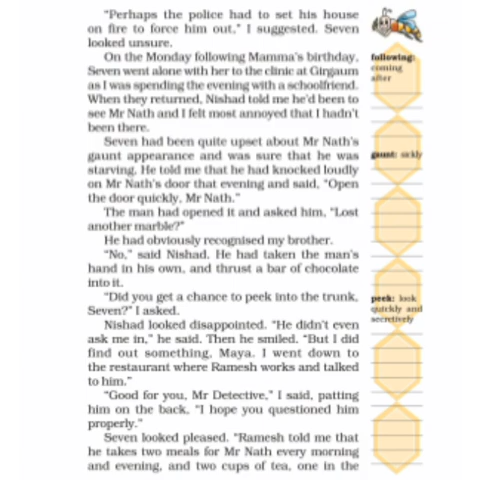 "Perhaps the police had to set his house
on fire to force him out," I suggested. Seven
looked unsure.
On the Monday following Mamma's birthday,
Seven went alone with her to the clinic at Girgaum
as I was spending the evening with a schoolfriend.
When they returned, Nishad told me he'd been to
see Mr Nath and I felt most annoyed that I hadn't
been there.
Seven had been quite upset about Mr Nath's
gaunt appearance and was sure that he was
starving. He told me that he had knocked loudly
on Mr Nath's door that evening and said, "Open
the door quickly, Mr Nath."
The man had opened it and asked him, "Lost
another marble?"
He had obviously recognised my brother.
"No," said Nishad. He had taken the man's
hand in his own, and thrust a bar of chocolate
into it.
"Did you get a chance to peek into the trunk,
Seven?" I asked.
Nishad looked disappointed. "He didn't even
ask me in," he said. Then he smiled. "But I did
find out something, Maya. I went down to
the restaurant where Ramesh works and talked
to him."
"Good for you, Mr Detective," I said, patting
him on the back, "I hope you questioned him
properly."
Seven looked pleased. "Ramesh told me that
he takes two meals for Mr Nath every morning
and evening, and two cups of tea, one in the
following:
coming
after
gaunt: sickly
peek: look
quickly and
secretively